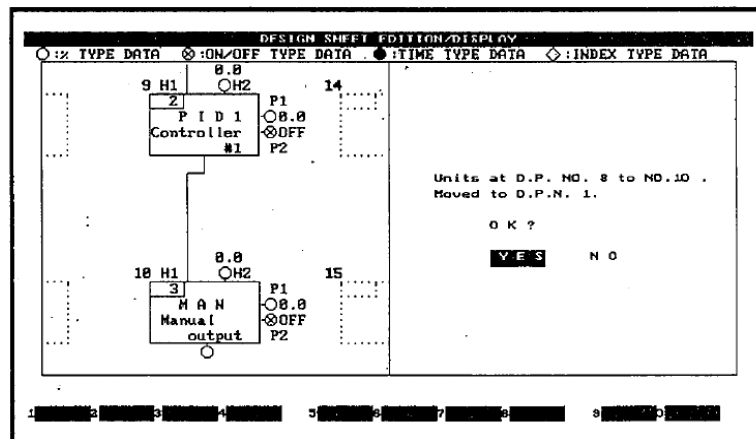 DESIGN SHEET EDITION/DISPLAY
:% TYPE DATA :ON/OFF TYPE DATA :TIME TYPE DATA :INDEX TYPE DATA
0.0
9 H1 H2 14
2 P1
P I D 1 0.0
Controller OFF
#1 P2
Units at D.P. NO. 8 to NO.10 .
Moved to D.P.N. 1.
O K ?
Y E S N O
0.0
10 H1 H2 15
3 P1
M A N 0.0
Manual OFF
output P2
1 2 3 4 5 6 7 8 9 0